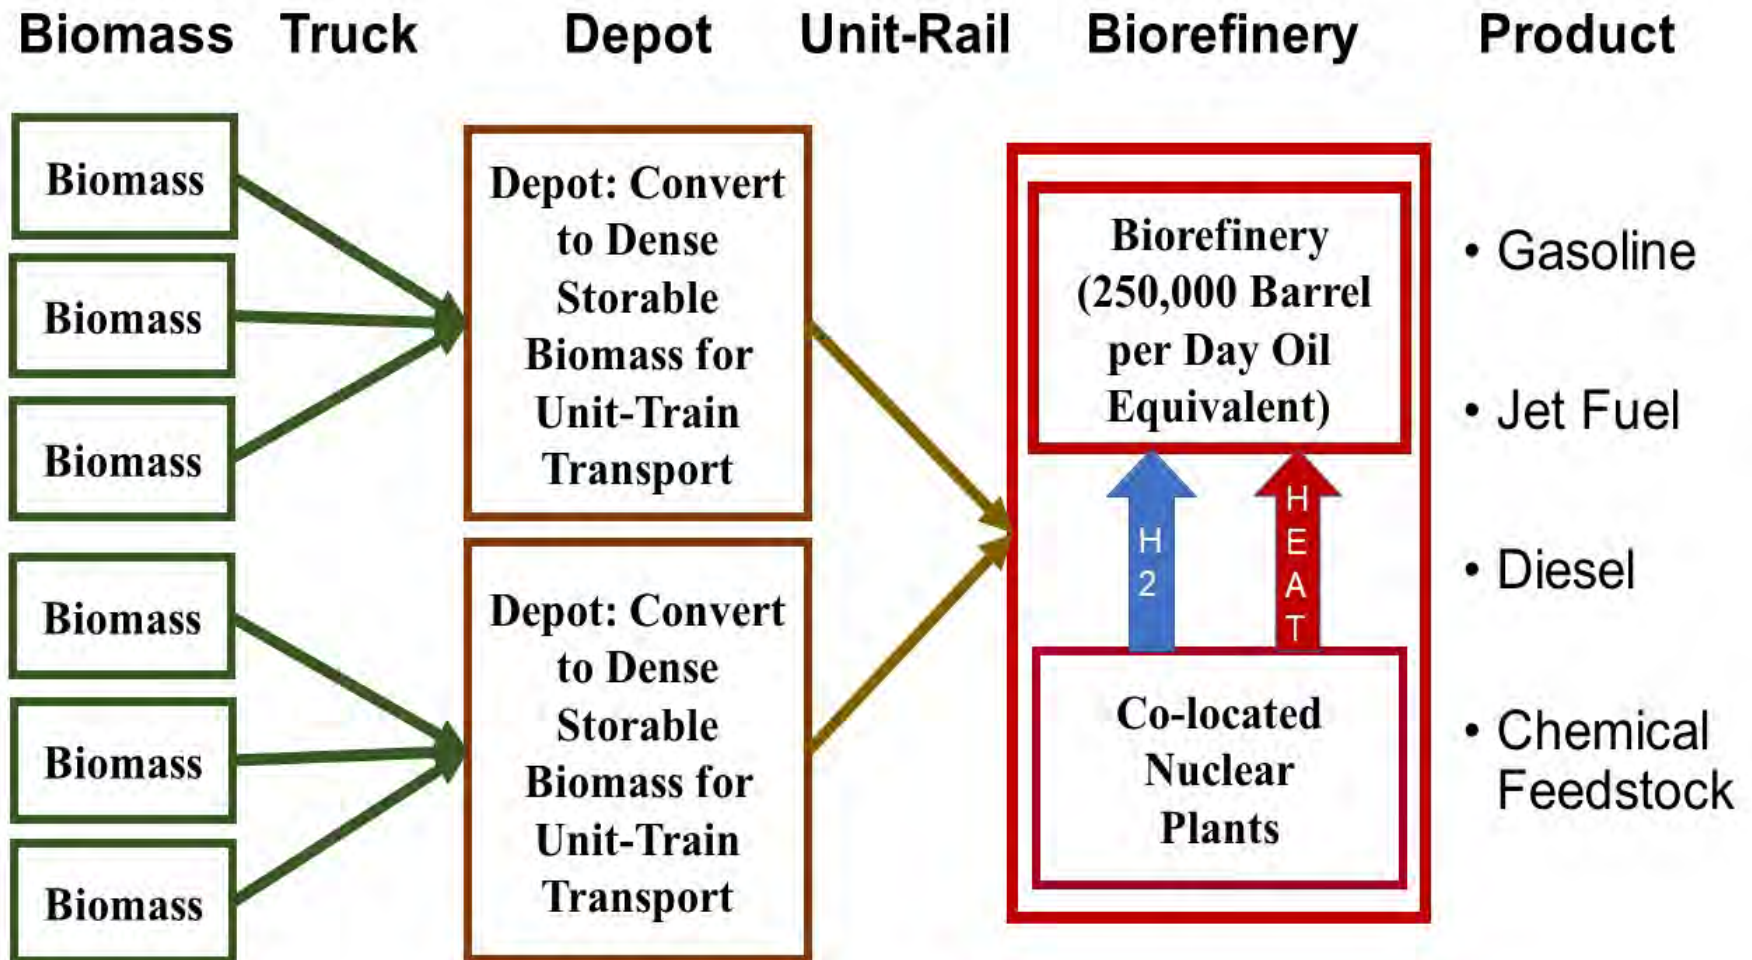 Biomass Truck Depot Unit-Rail Biorefinery Product
Biomass
Biomass
Biomass
Biomass
Biomass
Biomass
Depot: Convert
to Dense
Storable
Biomass for
Unit-Train
Transport
Depot: Convert
to Dense
Storable
Biomass for
Unit-Train
Transport
Biorefinery
(250,000 Barrel
per Day Oil
Equivalent)
H
2
H
E
A
T
Co-located
Nuclear
Plants
• Gasoline
• Jet Fuel
• Diesel
• Chemical
Feedstock